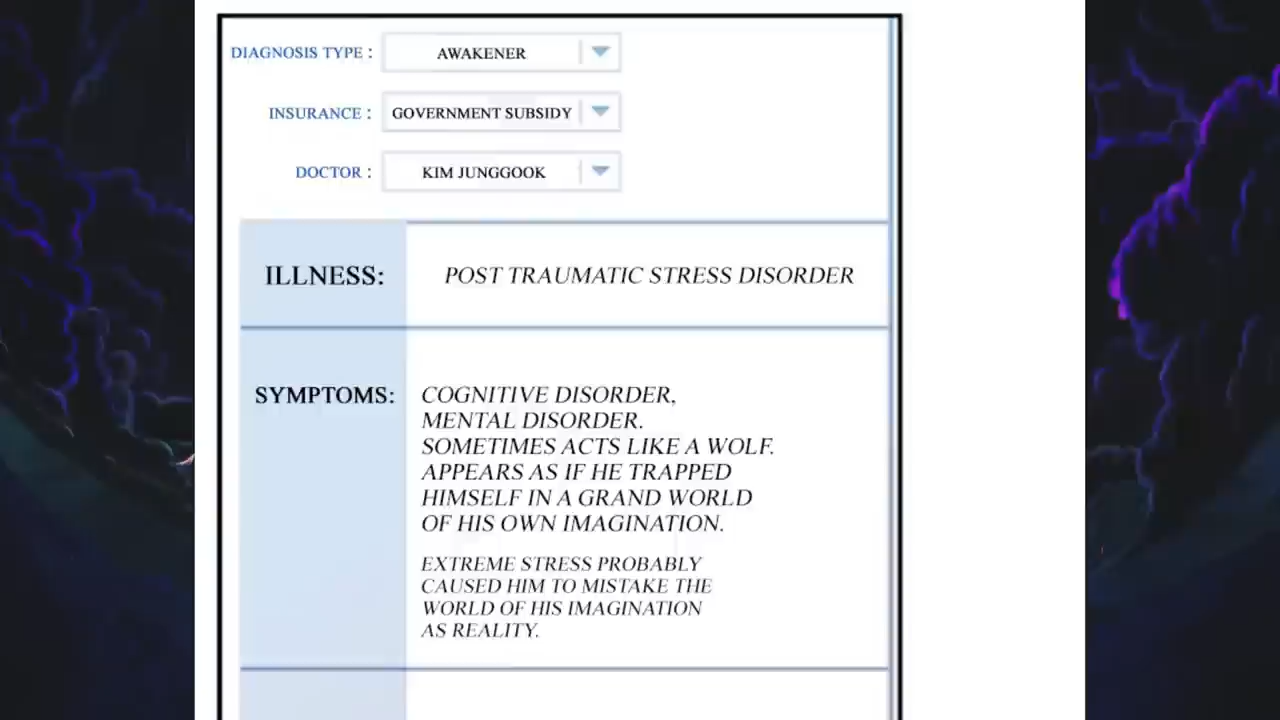 DIAGNOSIS TYPE : AWAKENER
INSURANCE : GOVERNMENT SUBSIDY
DOCTOR : KIM JUNGGOOK
ILLNESS: POST TRAUMATIC STRESS DISORDER
SYMPTOMS: COGNITIVE DISORDER,
MENTAL DISORDER.
SOMETIMES ACTS LIKE A WOLF.
APPEARS AS IF HE TRAPPED
HIMSELF IN A GRAND WORLD
OF HIS OWN IMAGINATION.
EXTREME STRESS PROBABLY
CAUSED HIM TO MISTAKE THE
WORLD OF HIS IMAGINATION
AS REALITY.